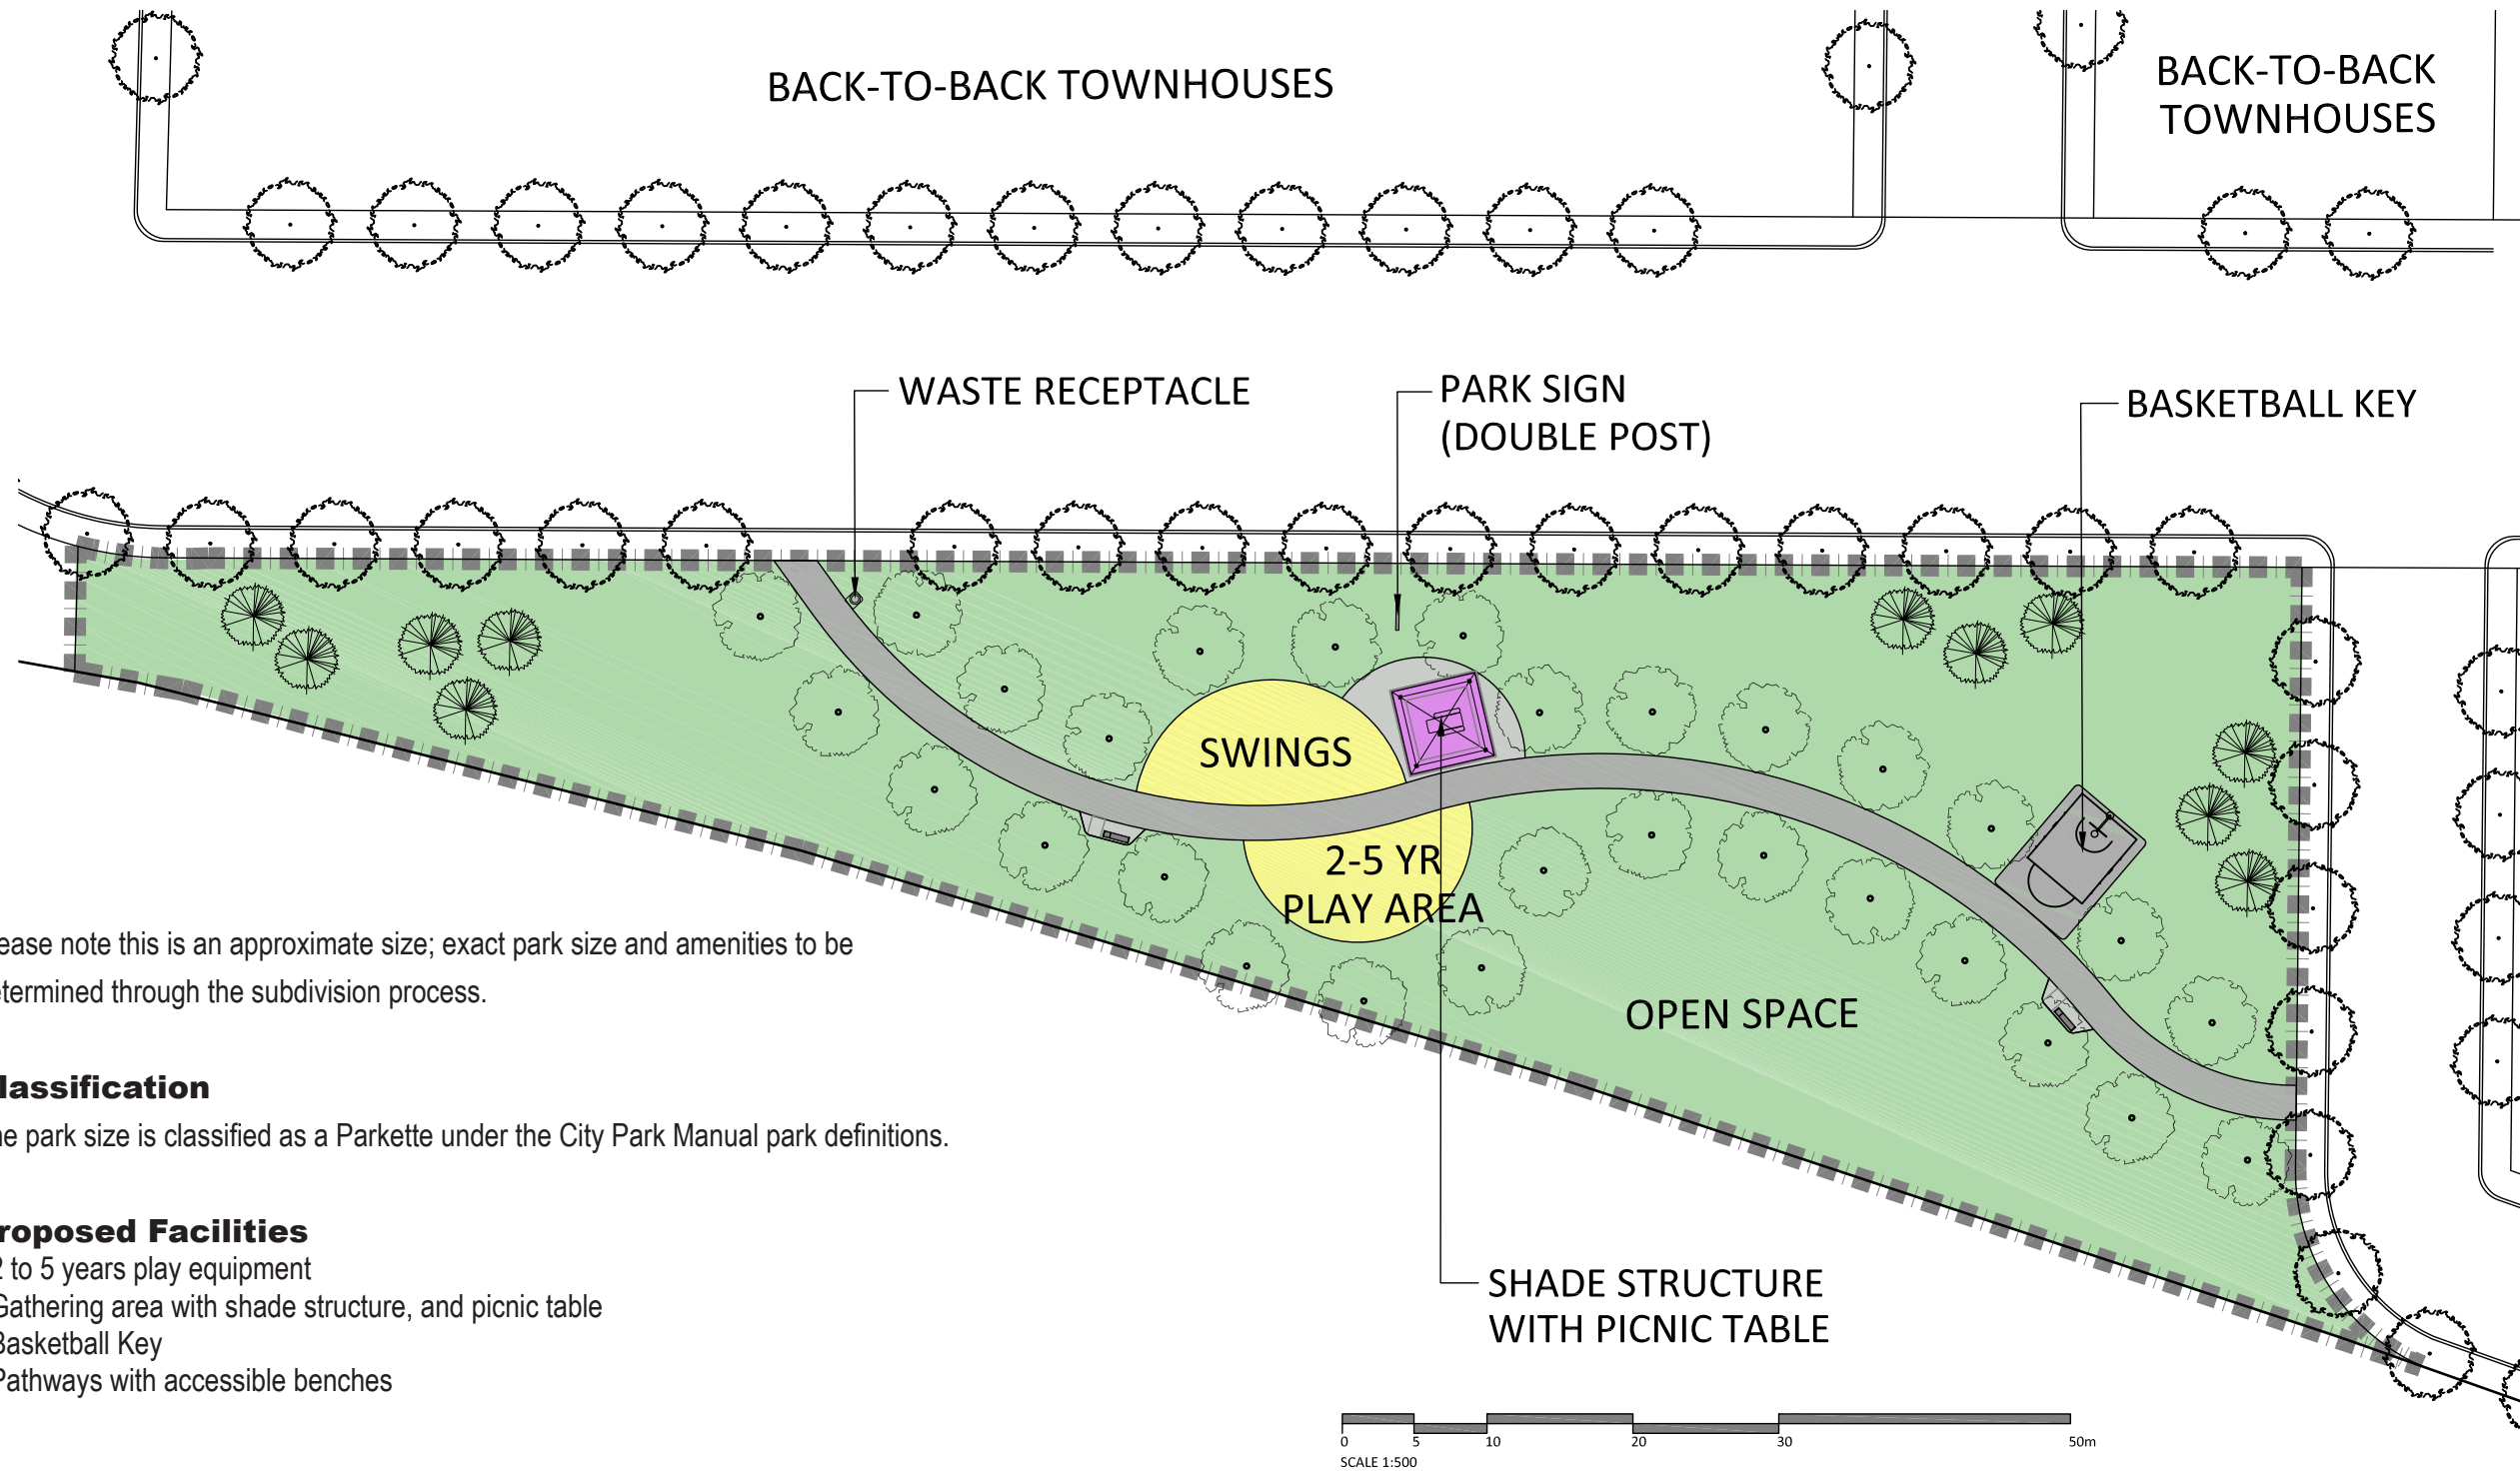 BACK-TO-BACK TOWNHOUSES
BACK-TO-BACK
TOWNHOUSES
WASTE RECEPTACLE
PARK SIGN
(DOUBLE POST)
BASKETBALL KEY
SWINGS
2-5 YR
PLAY AREA
OPEN SPACE
ease note this is an approximate size; exact park size and amenities to be
termined through the subdivision process.
lassification
ne park size is classified as a Parkette under the City Park Manual park definitions.
roposed Facilities
2 to 5 years play equipment
Gathering area with shade structure, and picnic table
Basketball Key
Pathways with accessible benches
SHADE STRUCTURE
WITH PICNIC TABLE
0 5 10 20 30 50m
SCALE 1:500